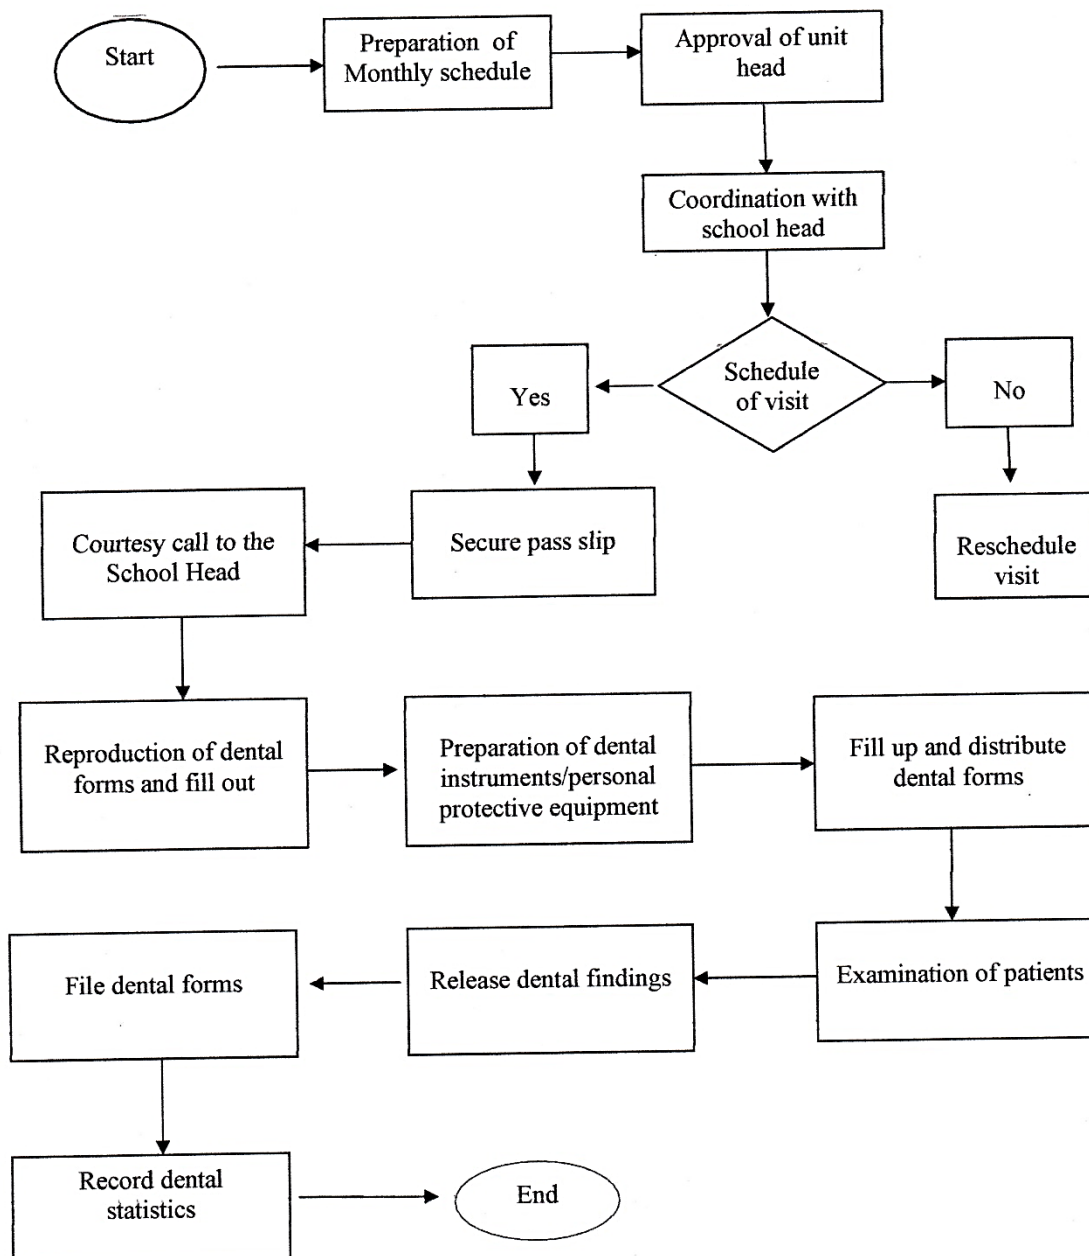 Start
Preparation of
Monthly schedule
Approval of unit
head
Coordination with
school head
Schedule
of visit
Yes
No
Secure pass slip
Reschedule
visit
Courtesy call to the
School Head
Reproduction of dental
forms and fill out
Preparation of dental
instruments/personal
protective equipment
Fill up and distribute
dental forms
Examination of patients
Release dental findings
File dental forms
Record dental
statistics
End